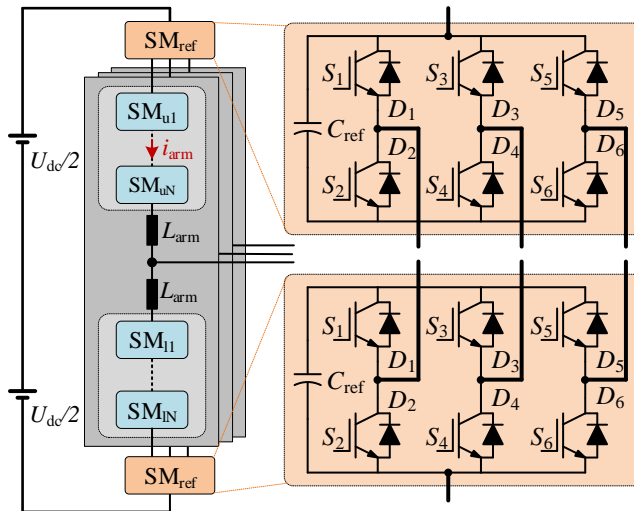 SMref
SMu1
iarm
SMuN
Udc/2
Larm
Larm
SMl1
SMlN
Udc/2
SMref
S1 S3 S5
D1 D3 D5
Cref
D2 D4 D6
S2 S4 S6
S1 S3 S5
D1 D3 D5
Cref
D2 D4 D6
S2 S4 S6